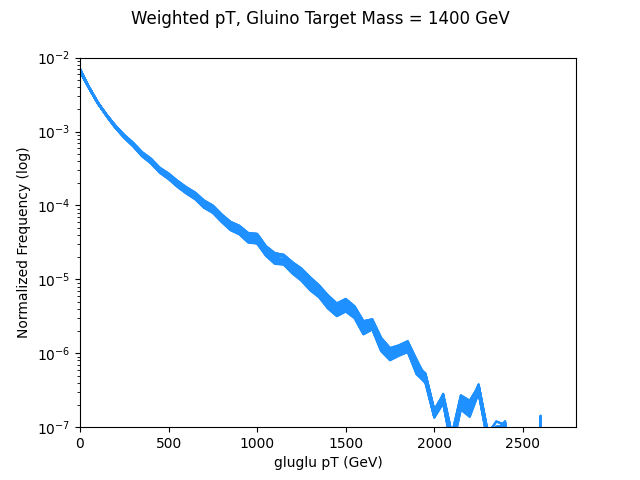 Weighted pT, Gluino Target Mass = 1400 GeV
Normalized Frequency (log)
10⁻²
10⁻³
10⁻⁴
10⁻⁵
10⁻⁶
10⁻⁷
0 500 1000 1500 2000 2500
gluglu pT (GeV)